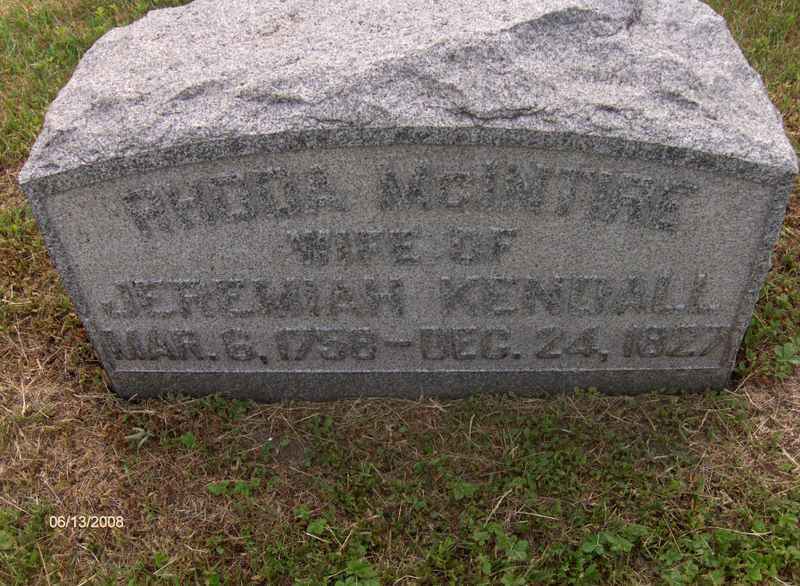 RHODA McINTIRE
WIFE OF
JEREMIAH KENDALL
MAR. 6, 1758 – DEC. 24, 1827
06/13/2008